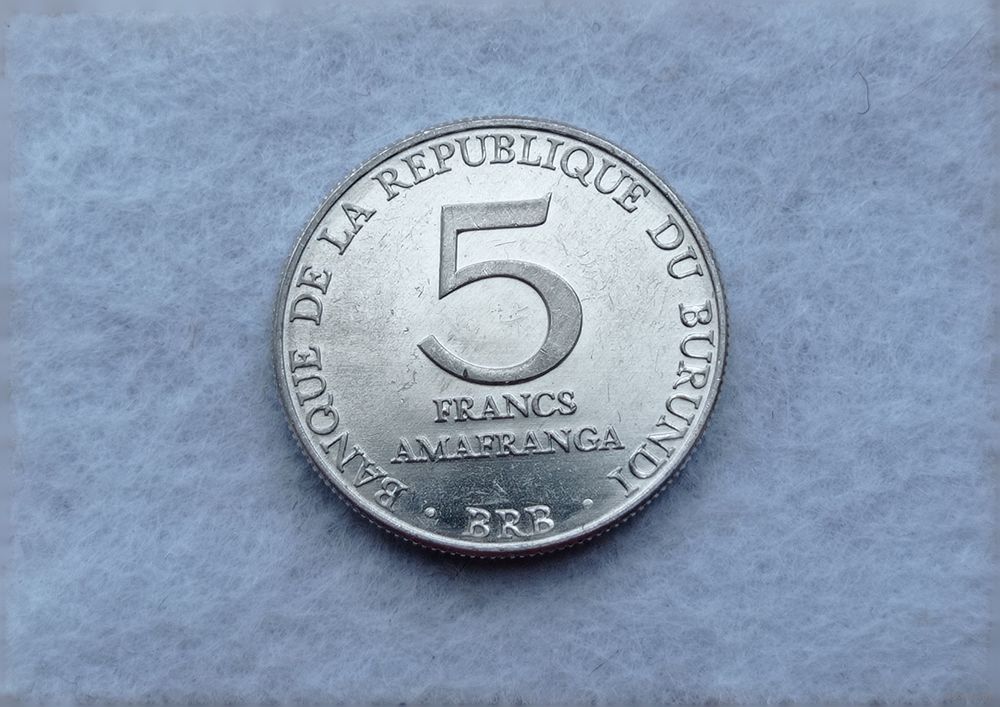 BANQUE DE LA REPUBLIQUE DU BURUNDI
5
FRANCS
AMAFRANGA
· BRB ·